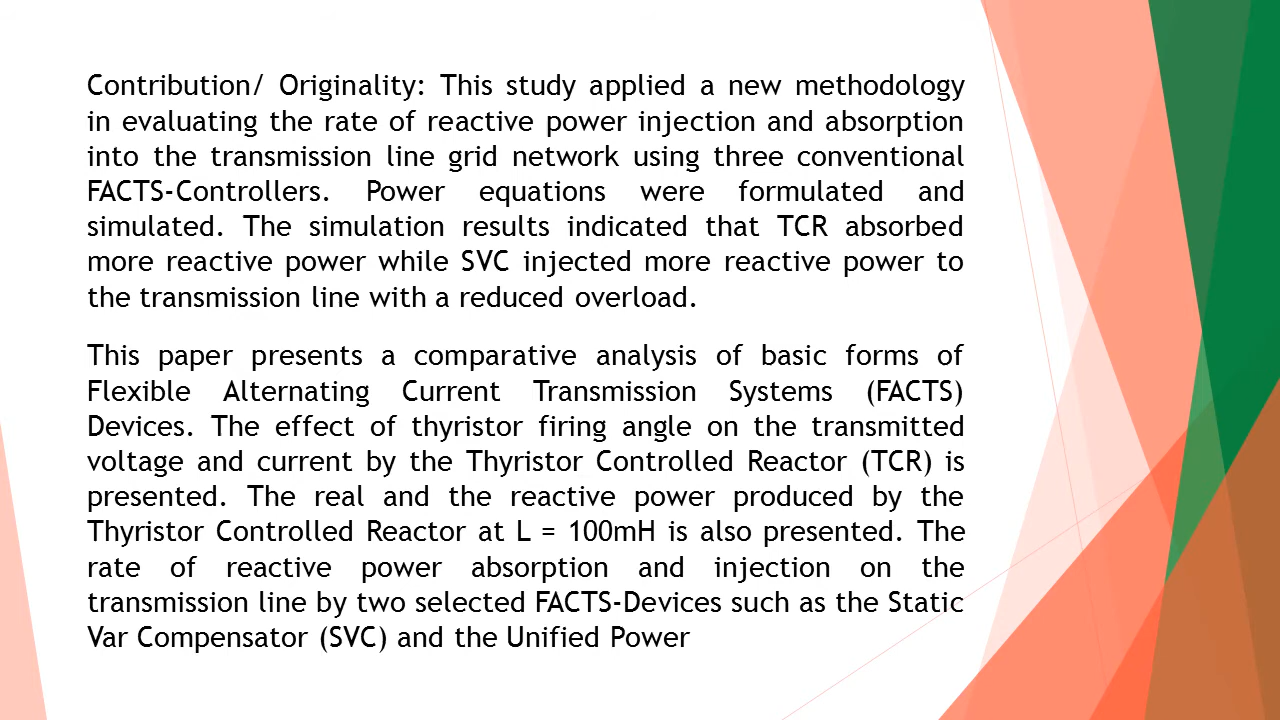 Contribution/ Originality: This study applied a new methodology
in evaluating the rate of reactive power injection and absorption
into the transmission line grid network using three conventional
FACTS-Controllers. Power equations were formulated and
simulated. The simulation results indicated that TCR absorbed
more reactive power while SVC injected more reactive power to
the transmission line with a reduced overload.
This paper presents a comparative analysis of basic forms of
Flexible Alternating Current Transmission Systems (FACTS)
Devices. The effect of thyristor firing angle on the transmitted
voltage and current by the Thyristor Controlled Reactor (TCR) is
presented. The real and the reactive power produced by the
Thyristor Controlled Reactor at L = 100mH is also presented. The
rate of reactive power absorption and injection on the
transmission line by two selected FACTS-Devices such as the Static
Var Compensator (SVC) and the Unified Power